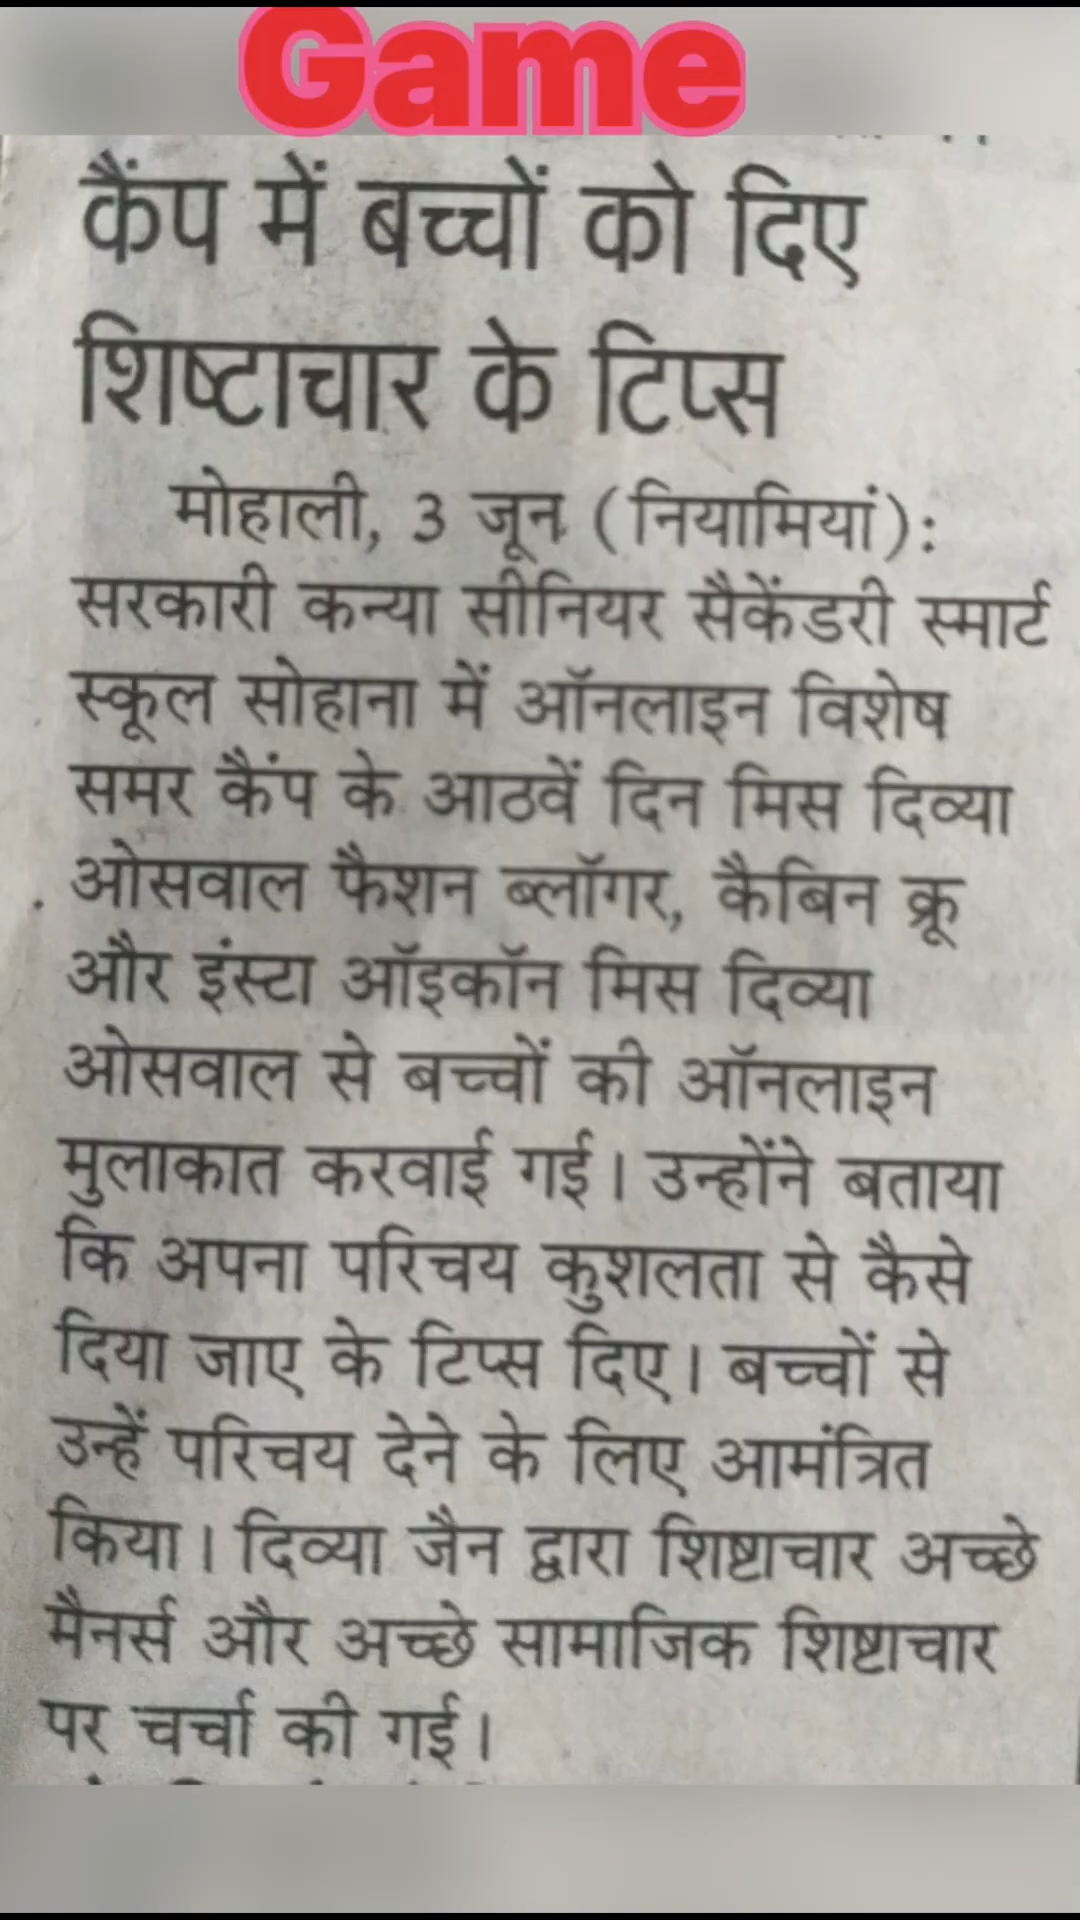 Game
कैंप में बच्चों को दिए
शिष्टाचार के टिप्स
मोहाली, 3 जून (नियामियां):
सरकारी कन्या सीनियर सैकेंडरी स्मार्ट
स्कूल सोहाना में ऑनलाइन विशेष
समर कैंप के आठवें दिन मिस दिव्या
ओसवाल फैशन ब्लॉगर, कैबिन क्रू
और इंस्टा ऑइकॉन मिस दिव्या
ओसवाल से बच्चों की ऑनलाइन
मुलाकात करवाई गई। उन्होंने बताया
कि अपना परिचय कुशलता से कैसे
दिया जाए के टिप्स दिए। बच्चों से
उन्हें परिचय देने के लिए आमंत्रित
किया। दिव्या जैन द्वारा शिष्टाचार अच्छे
मैनर्स और अच्छे सामाजिक शिष्टाचार
पर चर्चा की गई।